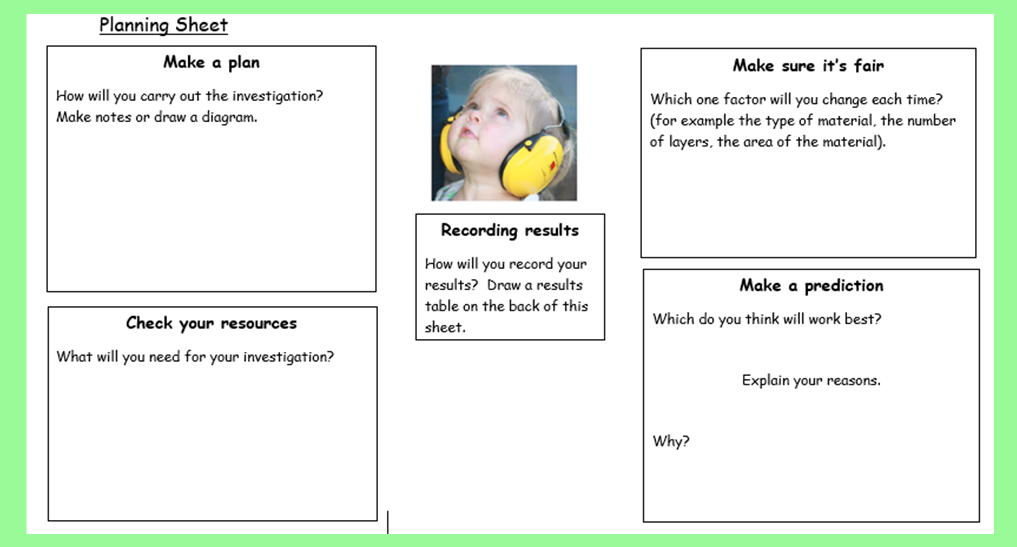 Planning Sheet
Make a plan
How will you carry out the investigation?
Make notes or draw a diagram.
Check your resources
What will you need for your investigation?
Recording results
How will you record your
results? Draw a results
table on the back of this
sheet.
Make sure it's fair
Which one factor will you change each time?
(for example the type of material, the number
of layers, the area of the material).
Make a prediction
Which do you think will work best?
Explain your reasons.
Why?